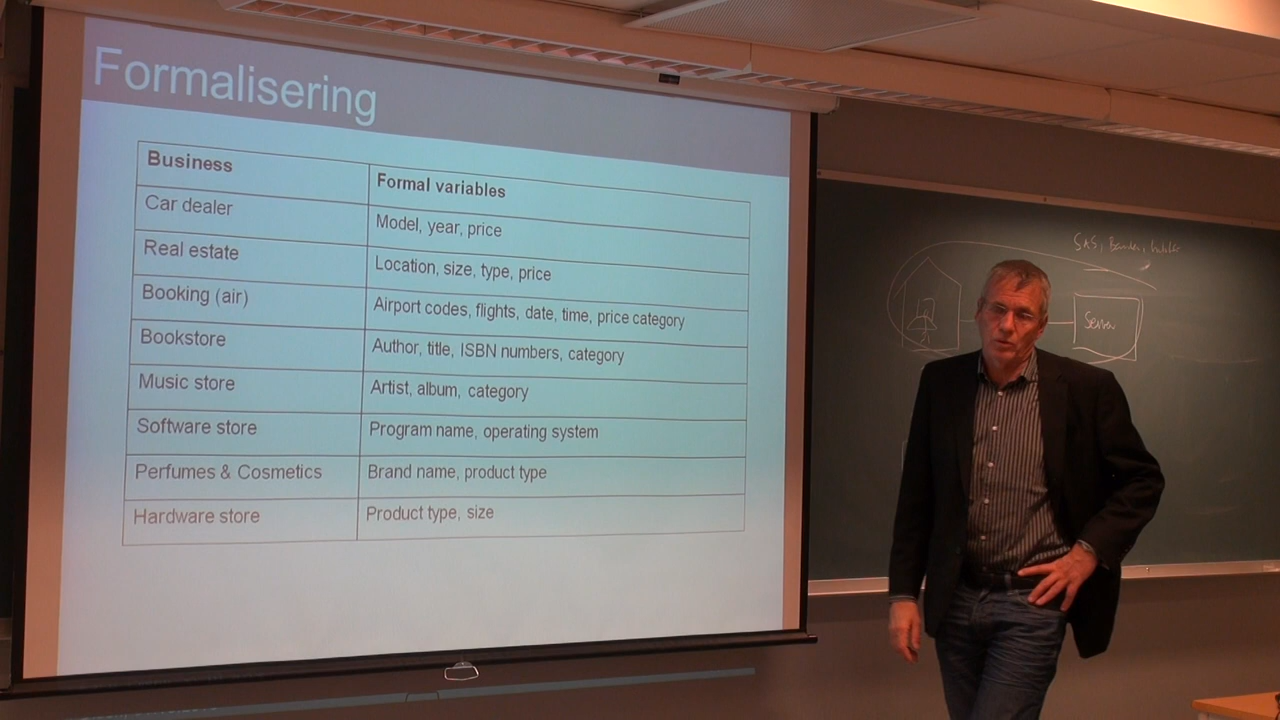 Formalisering
Business
Formal variables
Car dealer
Model, year, price
Real estate
Location, size, type, price
Booking (air)
Airport codes, flights, date, time, price category
Bookstore
Author, title, ISBN numbers, category
Music store
Artist, album, category
Software store
Program name, operating system
Perfumes & Cosmetics
Brand name, product type
Hardware store
Product type, size
SAS,